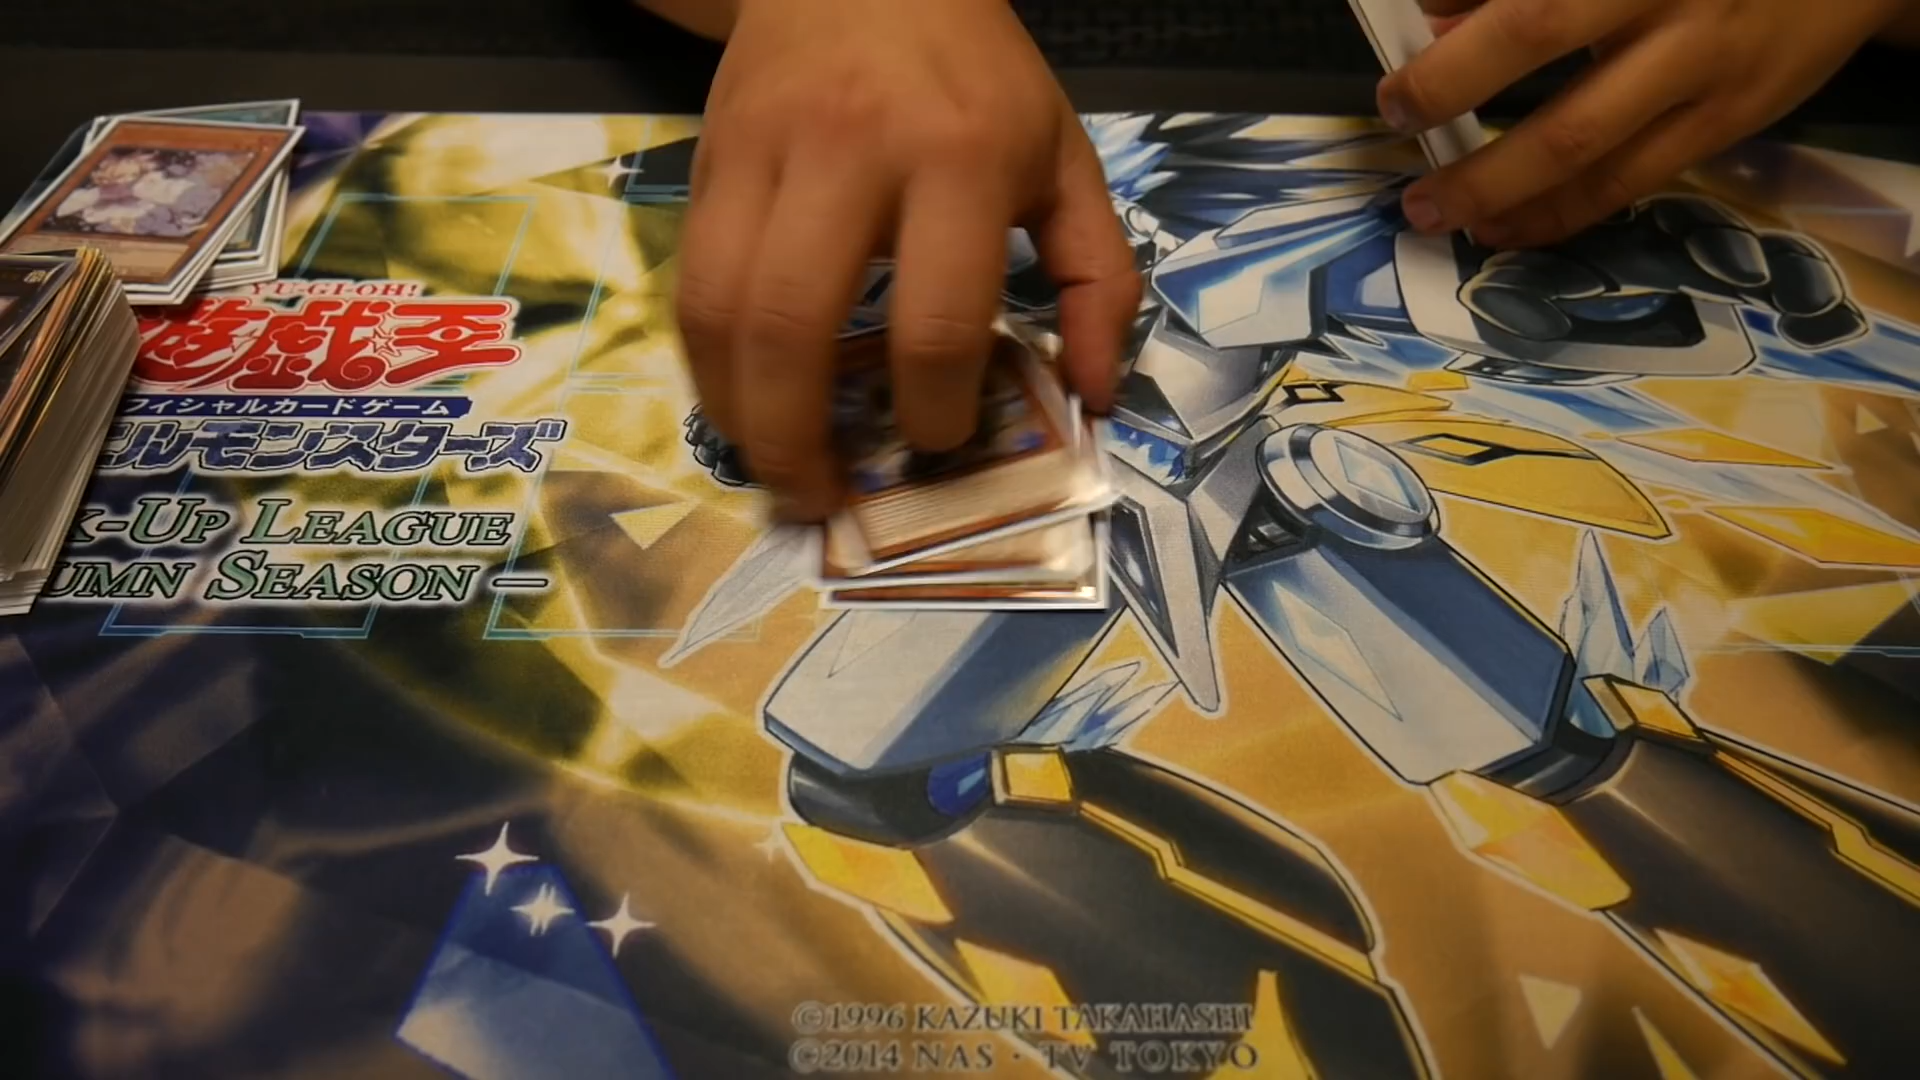 YU-GI-OH!
遊戯王
フィシャルカードゲーム
エルモンスターズ
K-UP LEAGUE
UMN SEASON –
©1996 KAZUKI TAKAHASHI
©2014 NAS・TV TOKYO